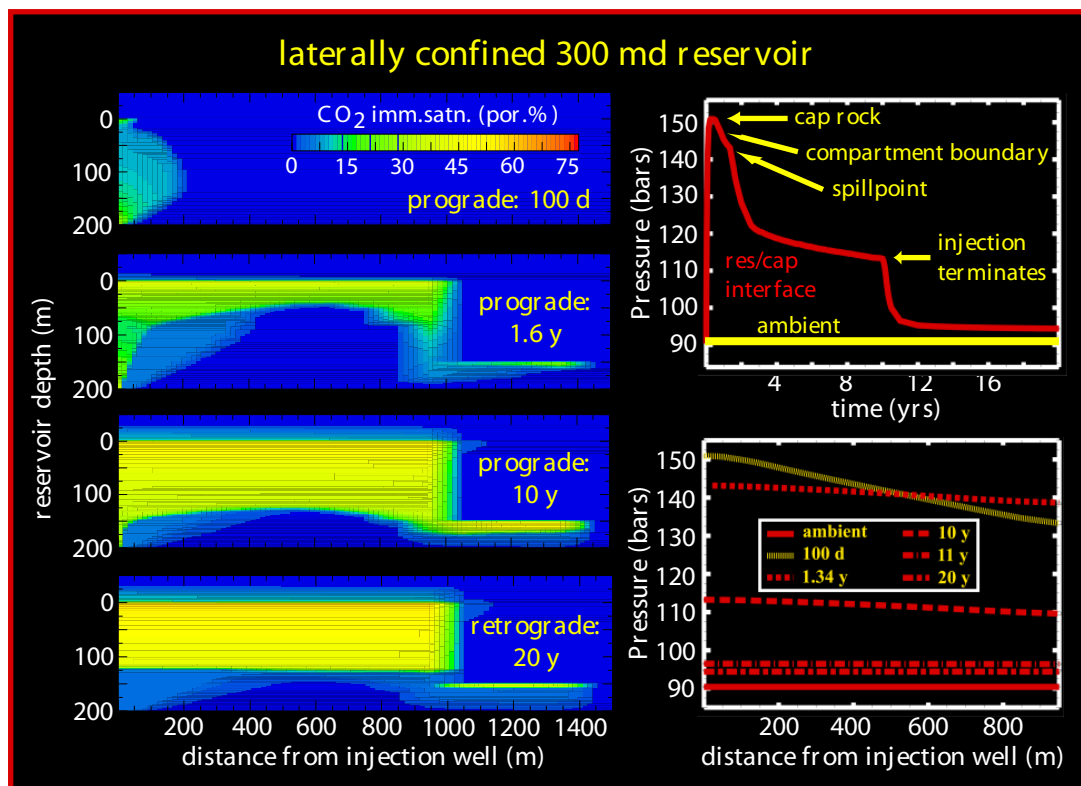 laterally confined 300 md reservoir
CO2 imm.satn. (por.%)
0 15 30 45 60 75
prograde: 100 d
0
100
200
prograde:
1.6 y
0
100
200
prograde:
10 y
0
100
200
retrograde:
20 y
0
100
200
200 400 600 800 1000 1200 1400
distance from injection well (m)
reservoir depth (m)
150
140
130
120
110
100
90
Pressure (bars)
cap rock
compartment boundary
spillpoint
injection
terminates
res/cap
interface
ambient
4 8 12 16
time (yrs)
150
140
130
120
110
100
90
Pressure (bars)
ambient
100 d
1.34 y
10 y
11 y
20 y
200 400 600 800
distance from injection well (m)